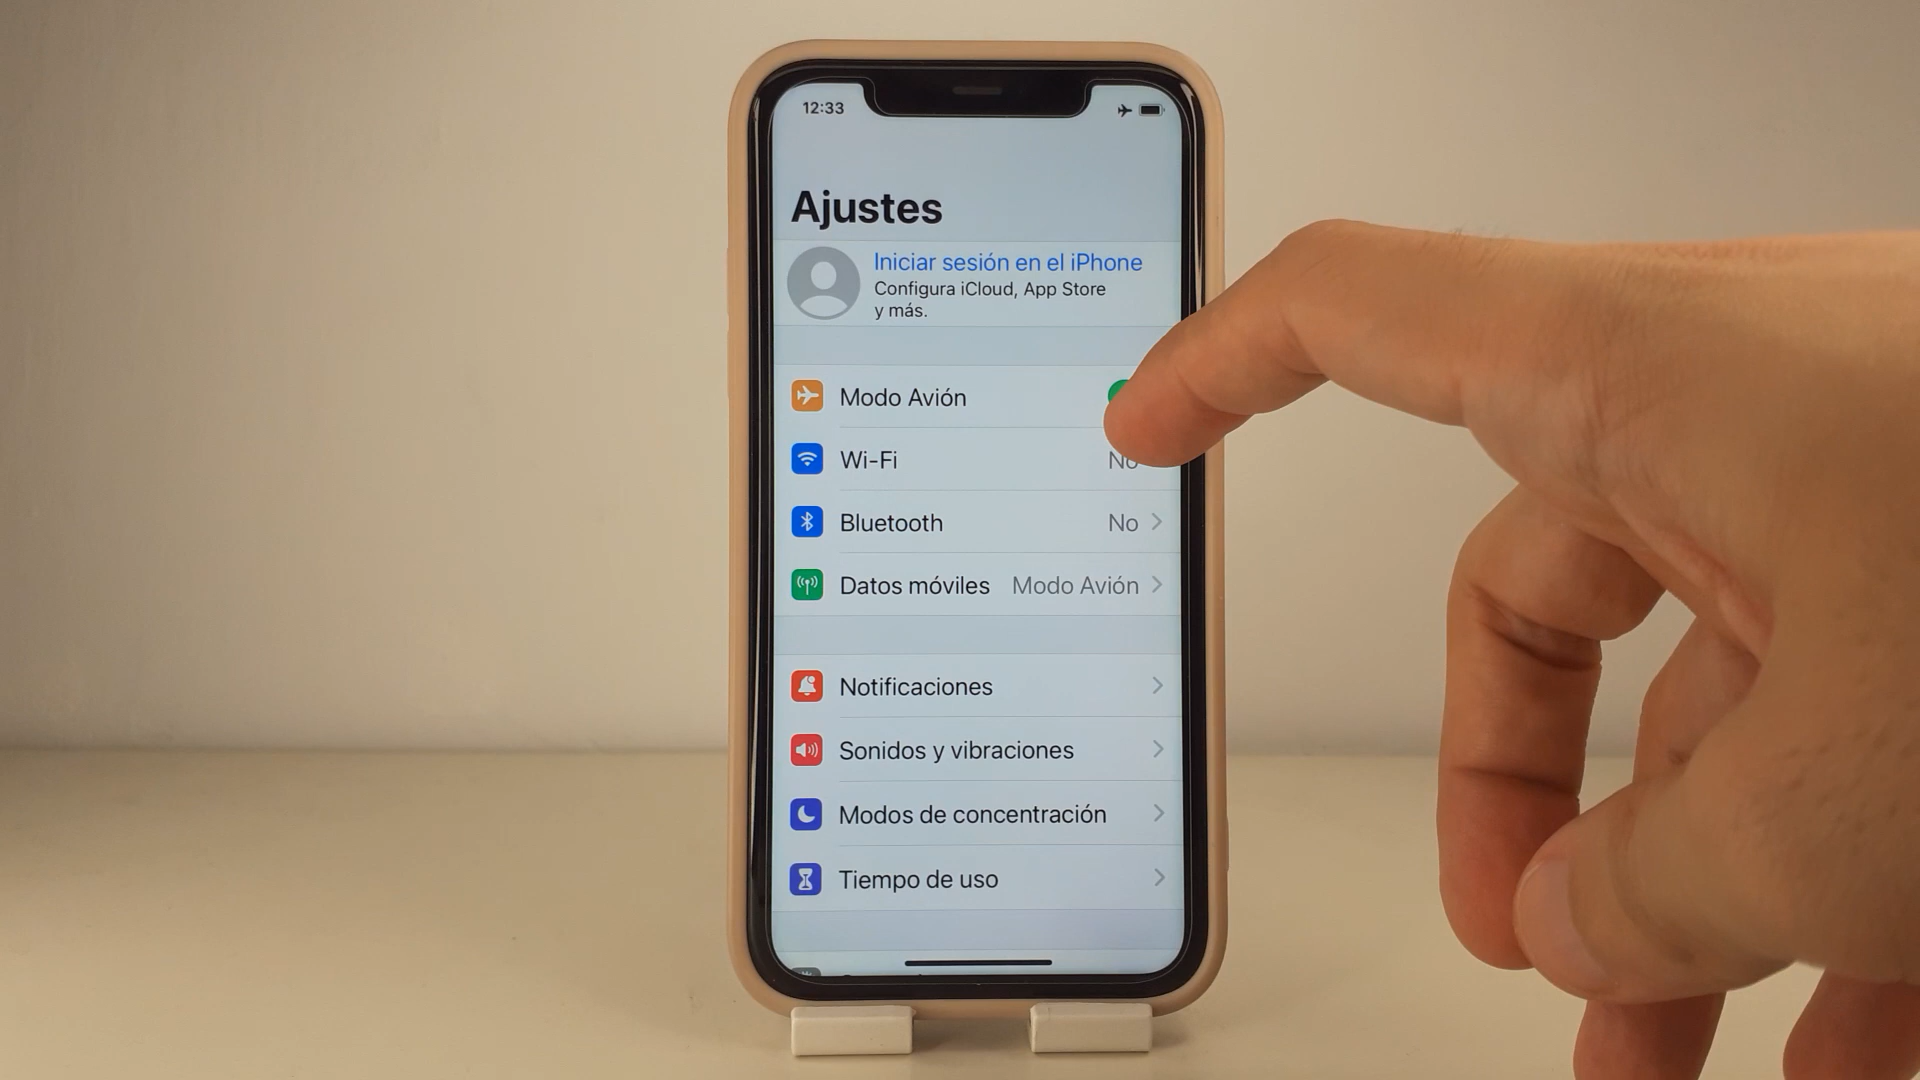 12:33
Ajustes
Iniciar sesión en el iPhone
Configura iCloud, App Store
y más.
Modo Avión
Wi-Fi No
Bluetooth No
Datos móviles Modo Avión
Notificaciones
Sonidos y vibraciones
Modos de concentración
Tiempo de uso